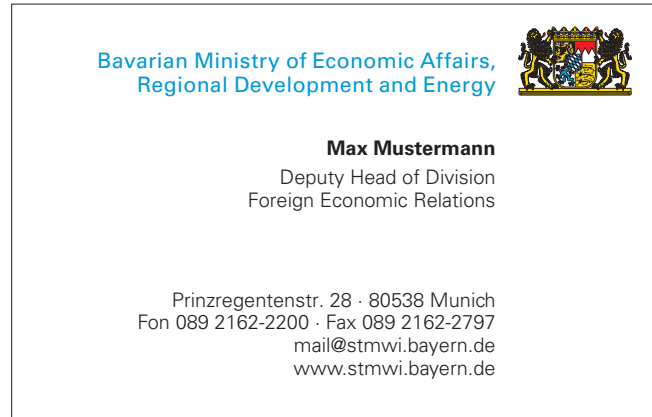 Bavarian Ministry of Economic Affairs,
Regional Development and Energy
Max Mustermann
Deputy Head of Division
Foreign Economic Relations
Prinzregentenstr. 28 · 80538 Munich
Fon 089 2162-2200 · Fax 089 2162-2797
mail@stmwi.bayern.de
www.stmwi.bayern.de